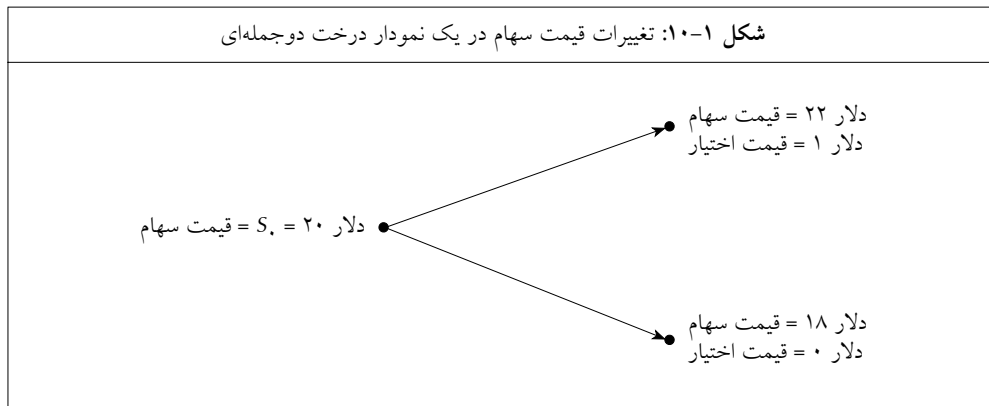 شکل ۱-۱۰: تغییرات قیمت سهام در یک نمودار درخت دوجمله‌ای
دلار ۲۲ = قیمت سهام
دلار ۱ = قیمت اختیار
دلار ۲۰ = S۰ = قیمت سهام
دلار ۱۸ = قیمت سهام
دلار ۰ = قیمت اختیار